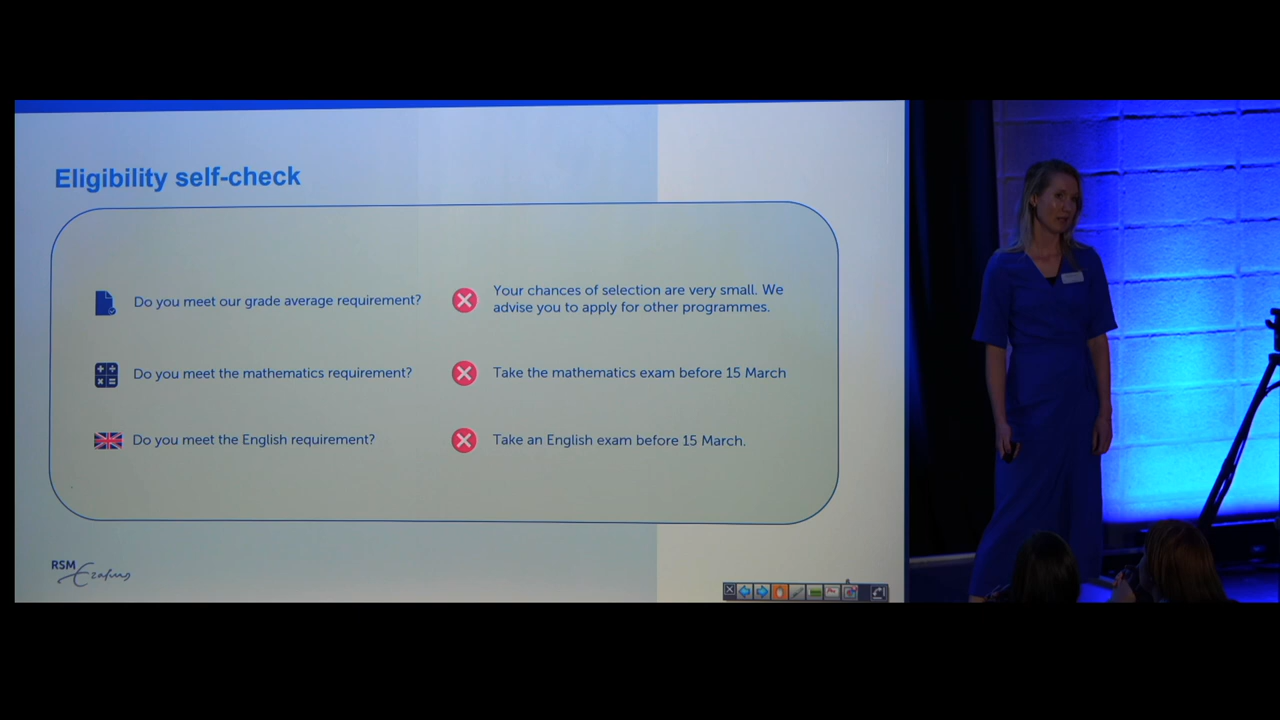 Eligibility self-check
Do you meet our grade average requirement?
Your chances of selection are very small. We
advise you to apply for other programmes.
Do you meet the mathematics requirement?
Take the mathematics exam before 15 March
Do you meet the English requirement?
Take an English exam before 15 March.
RSM
Erasmus